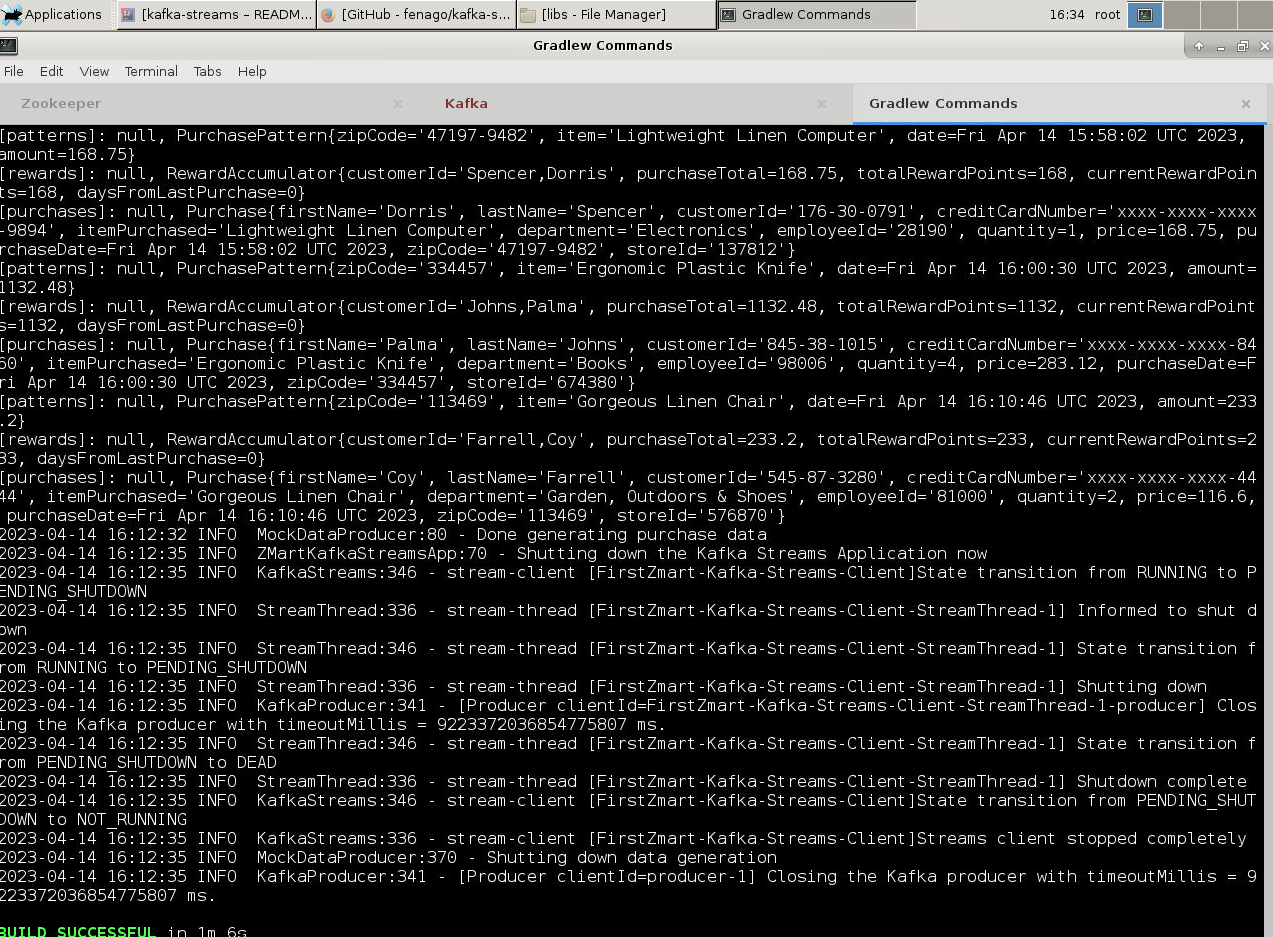 Applications
[kafka-streams – READM...
[GitHub - fenago/kafka-s...
[libs - File Manager]
Gradlew Commands
16:34 root
Gradlew Commands
File Edit View Terminal Tabs Help
Zookeeper
Kafka
Gradlew Commands
[patterns]: null, PurchasePattern{zipCode='47197-9482', item='Lightweight Linen Computer', date=Fri Apr 14 15:58:02 UTC 2023,
amount=168.75}
[rewards]: null, RewardAccumulator{customerId='Spencer,Dorris', purchaseTotal=168.75, totalRewardPoints=168, currentRewardPoin
ts=168, daysFromLastPurchase=0}
[purchases]: null, Purchase{firstName='Dorris', lastName='Spencer', customerId='176-30-0791', creditCardNumber='xxxx-xxxx-xxxx
-9894', itemPurchased='Lightweight Linen Computer', department='Electronics', employeeId='28190', quantity=1, price=168.75, pu
rchaseDate=Fri Apr 14 15:58:02 UTC 2023, zipCode='47197-9482', storeId='137812'}
[patterns]: null, PurchasePattern{zipCode='334457', item='Ergonomic Plastic Knife', date=Fri Apr 14 16:00:30 UTC 2023, amount=
1132.48}
[rewards]: null, RewardAccumulator{customerId='Johns,Palma', purchaseTotal=1132.48, totalRewardPoints=1132, currentRewardPoint
s=1132, daysFromLastPurchase=0}
[purchases]: null, Purchase{firstName='Palma', lastName='Johns', customerId='845-38-1015', creditCardNumber='xxxx-xxxx-xxxx-84
60', itemPurchased='Ergonomic Plastic Knife', department='Books', employeeId='98006', quantity=4, price=283.12, purchaseDate=F
ri Apr 14 16:00:30 UTC 2023, zipCode='334457', storeId='674380'}
[patterns]: null, PurchasePattern{zipCode='113469', item='Gorgeous Linen Chair', date=Fri Apr 14 16:10:46 UTC 2023, amount=233
.2}
[rewards]: null, RewardAccumulator{customerId='Farrell,Coy', purchaseTotal=233.2, totalRewardPoints=233, currentRewardPoints=2
33, daysFromLastPurchase=0}
[purchases]: null, Purchase{firstName='Coy', lastName='Farrell', customerId='545-87-3280', creditCardNumber='xxxx-xxxx-xxxx-44
44', itemPurchased='Gorgeous Linen Chair', department='Garden, Outdoors & Shoes', employeeId='81000', quantity=2, price=116.6,
purchaseDate=Fri Apr 14 16:10:46 UTC 2023, zipCode='113469', storeId='576870'}
2023-04-14 16:12:32 INFO  MockDataProducer:80 - Done generating purchase data
2023-04-14 16:12:35 INFO  ZMartKafkaStreamsApp:70 - Shutting down the Kafka Streams Application now
2023-04-14 16:12:35 INFO  KafkaStreams:346 - stream-client [FirstZmart-Kafka-Streams-Client]State transition from RUNNING to P
ENDING_SHUTDOWN
2023-04-14 16:12:35 INFO  StreamThread:336 - stream-thread [FirstZmart-Kafka-Streams-Client-StreamThread-1] Informed to shut d
own
2023-04-14 16:12:35 INFO  StreamThread:346 - stream-thread [FirstZmart-Kafka-Streams-Client-StreamThread-1] State transition f
rom RUNNING to PENDING_SHUTDOWN
2023-04-14 16:12:35 INFO  StreamThread:336 - stream-thread [FirstZmart-Kafka-Streams-Client-StreamThread-1] Shutting down
2023-04-14 16:12:35 INFO  KafkaProducer:341 - [Producer clientId=FirstZmart-Kafka-Streams-Client-StreamThread-1-producer] Clos
ing the Kafka producer with timeoutMillis = 9223372036854775807 ms.
2023-04-14 16:12:35 INFO  StreamThread:346 - stream-thread [FirstZmart-Kafka-Streams-Client-StreamThread-1] State transition f
rom PENDING_SHUTDOWN to DEAD
2023-04-14 16:12:35 INFO  StreamThread:336 - stream-thread [FirstZmart-Kafka-Streams-Client-StreamThread-1] Shutdown complete
2023-04-14 16:12:35 INFO  KafkaStreams:346 - stream-client [FirstZmart-Kafka-Streams-Client]State transition from PENDING_SHUT
DOWN to NOT_RUNNING
2023-04-14 16:12:35 INFO  KafkaStreams:336 - stream-client [FirstZmart-Kafka-Streams-Client]Streams client stopped completely
2023-04-14 16:12:35 INFO  MockDataProducer:370 - Shutting down data generation
2023-04-14 16:12:35 INFO  KafkaProducer:341 - [Producer clientId=producer-1] Closing the Kafka producer with timeoutMillis = 9
223372036854775807 ms.
BUILD SUCCESSFUL in 1m 6s